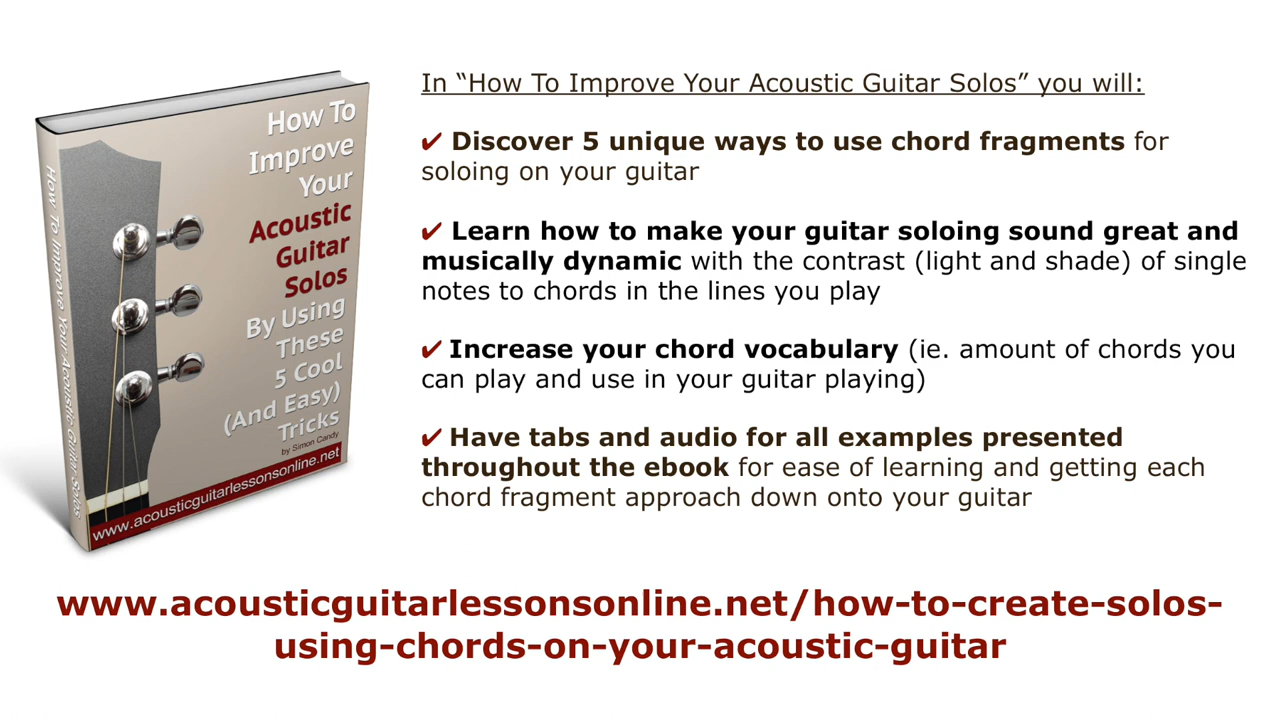 How To
Improve
Your
Acoustic
Guitar
Solos
By Using
These
5 Cool
(And Easy)
Tricks
by Simon Candy
www.acousticguitarlessonsonline.net
How To Improve Your Acoustic Guitar Solos
In “How To Improve Your Acoustic Guitar Solos” you will:
✔ Discover 5 unique ways to use chord fragments for
soloing on your guitar
✔ Learn how to make your guitar soloing sound great and
musically dynamic with the contrast (light and shade) of single
notes to chords in the lines you play
✔ Increase your chord vocabulary (ie. amount of chords you
can play and use in your guitar playing)
✔ Have tabs and audio for all examples presented
throughout the ebook for ease of learning and getting each
chord fragment approach down onto your guitar
www.acousticguitarlessonsonline.net/how-to-create-solos-
using-chords-on-your-acoustic-guitar